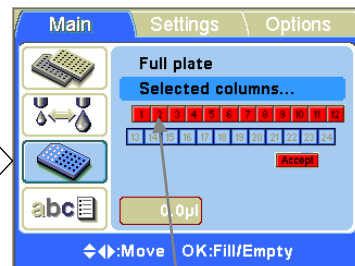 Main Settings Options
Full plate
Selected columns...
1 2 3 4 5 6 7 8 9 10 11 12
13 14 15 16 17 18 19 20 21 22 23 24
Accept
abc
0.0µl
:Move OK:Fill/Empty